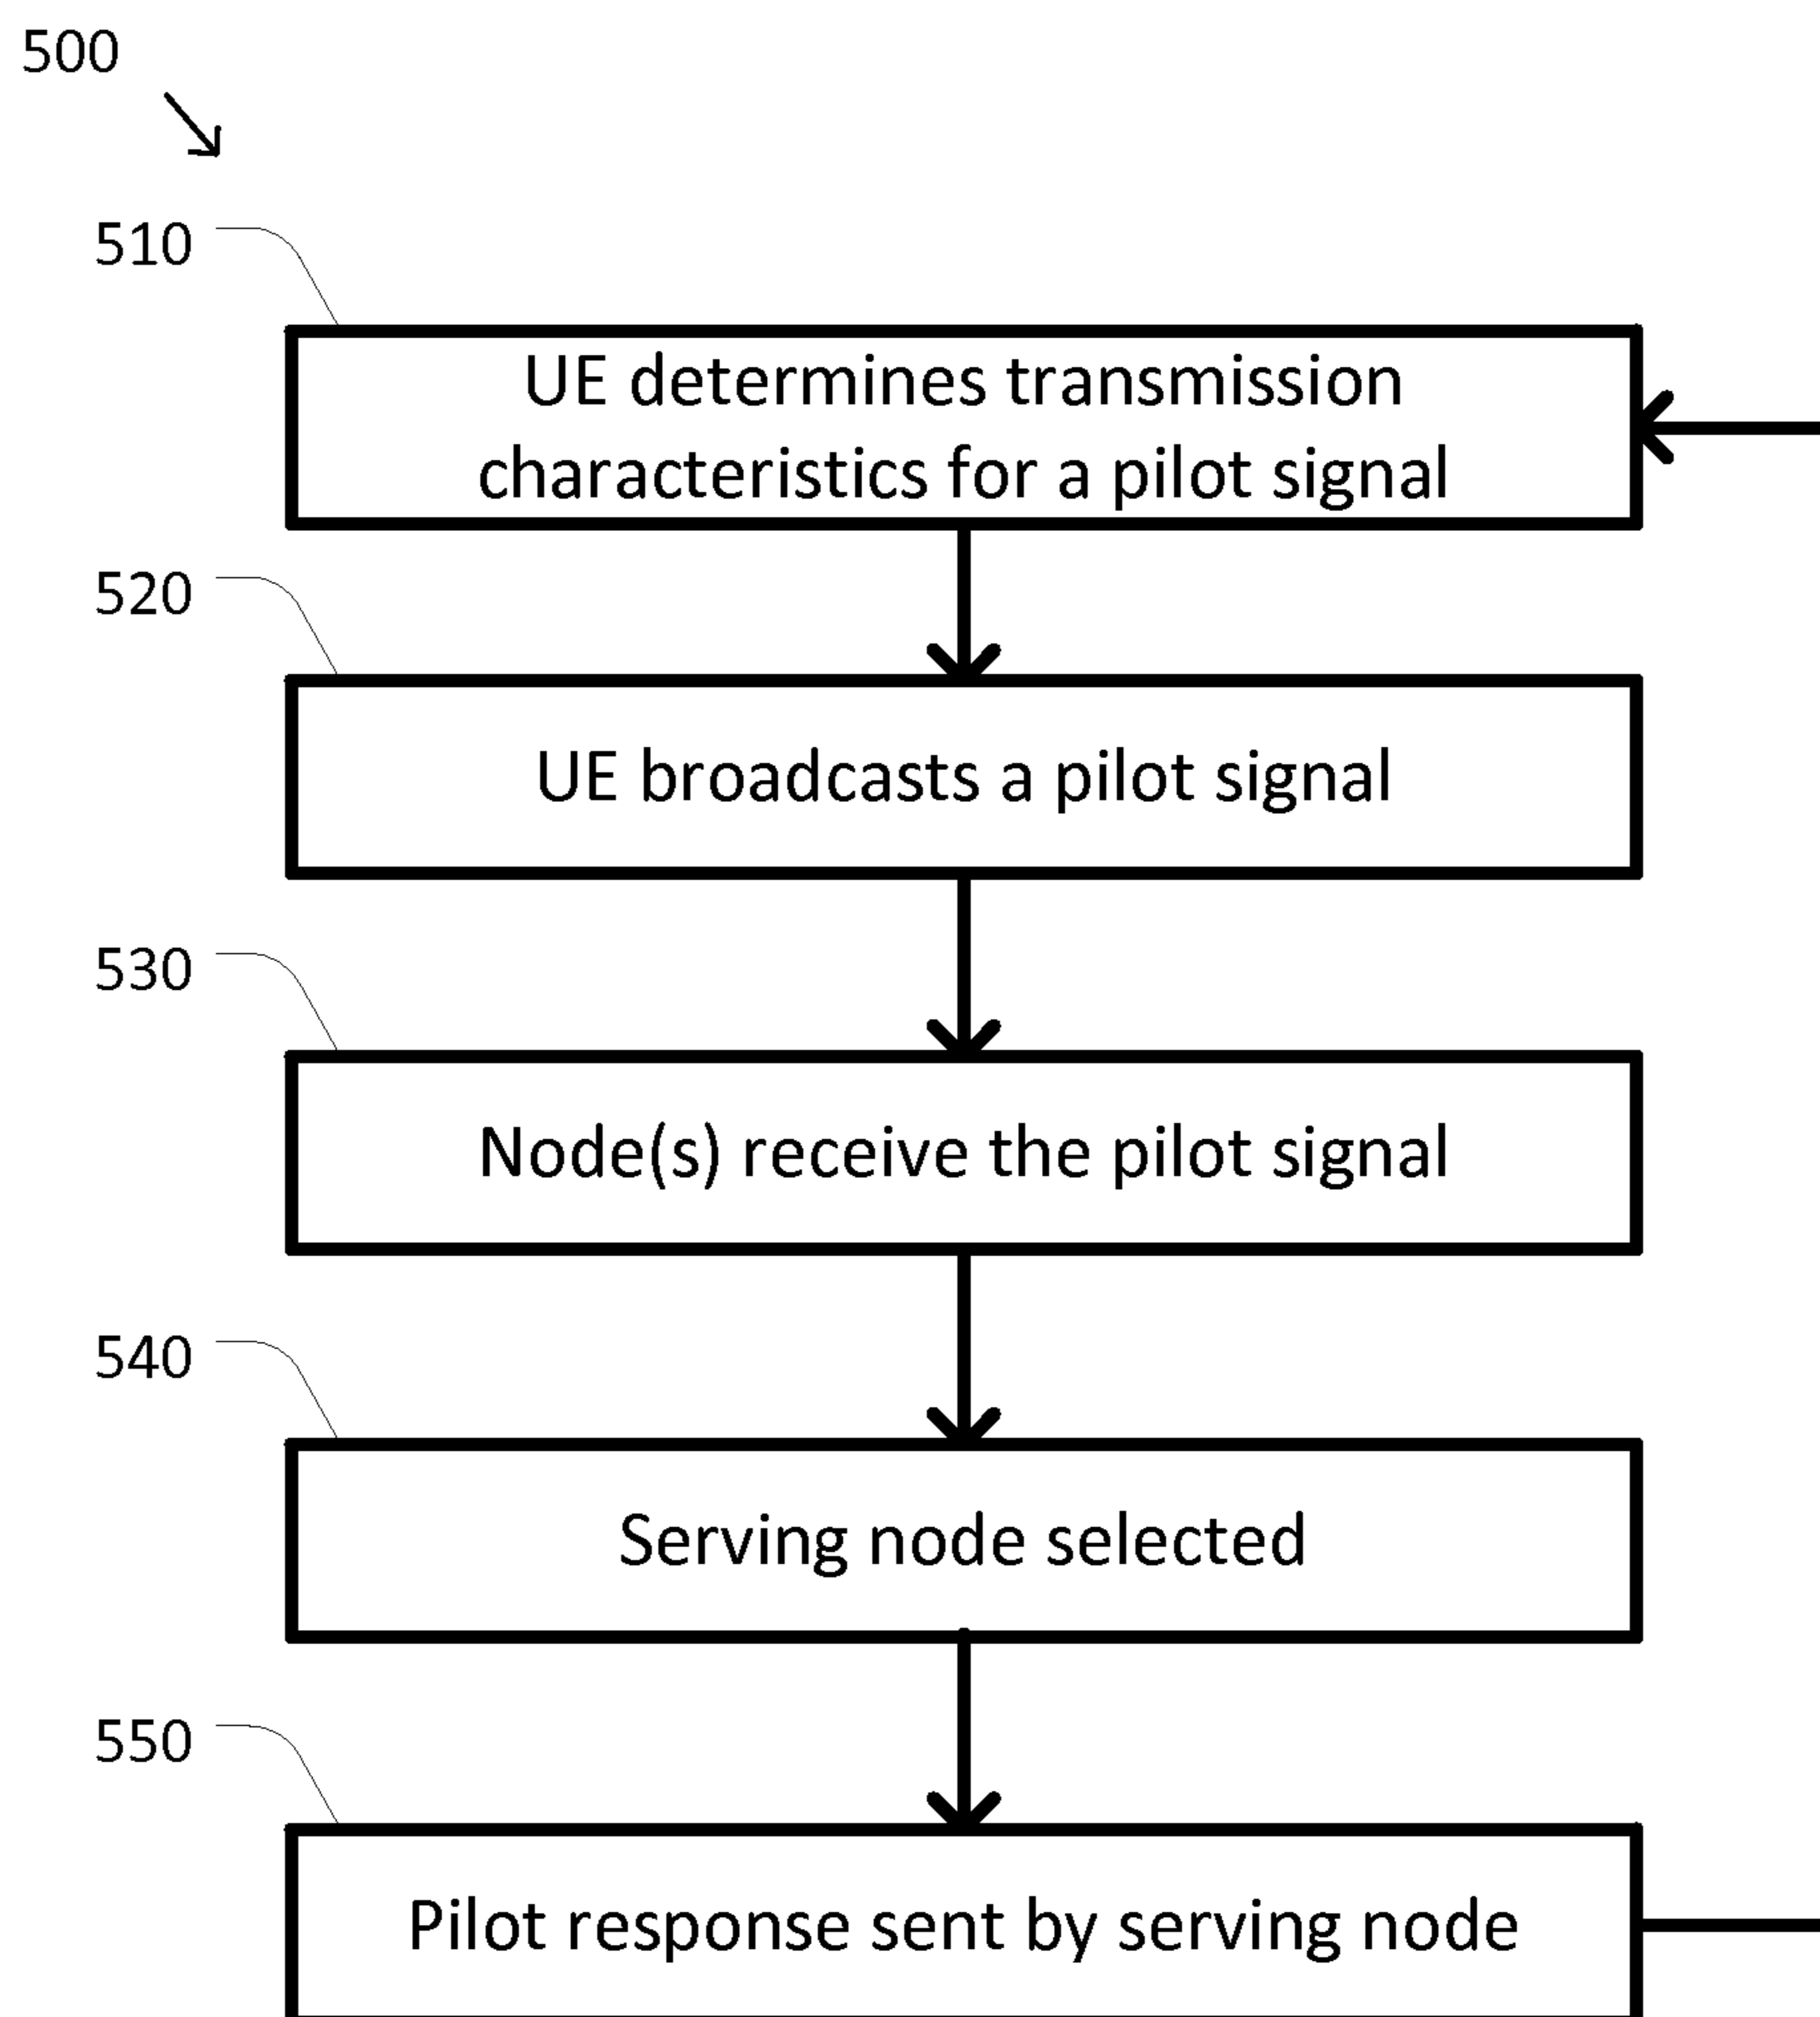 500
510
UE determines transmission
characteristics for a pilot signal
520
UE broadcasts a pilot signal
530
Node(s) receive the pilot signal
540
Serving node selected
550
Pilot response sent by serving node